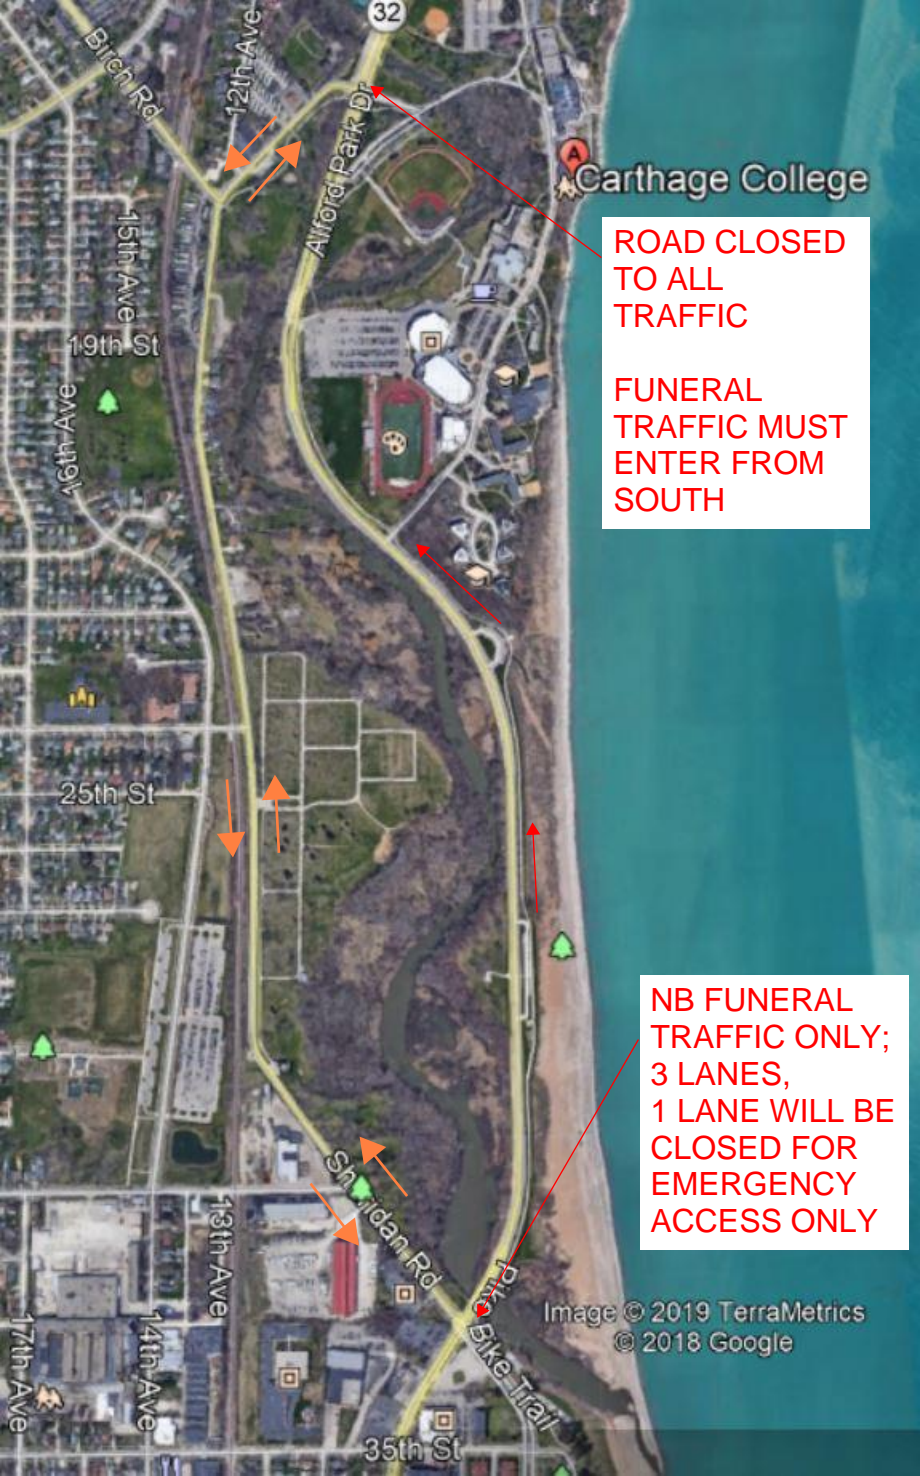 32
Birch Rd
12th Ave
Alford Park Dr
A
Carthage College
ROAD CLOSED
TO ALL
TRAFFIC
FUNERAL
TRAFFIC MUST
ENTER FROM
SOUTH
15th Ave
19th St
16th Ave
25th St
NB FUNERAL
TRAFFIC ONLY;
3 LANES,
1 LANE WILL BE
CLOSED FOR
EMERGENCY
ACCESS ONLY
Sheridan Rd
13th Ave
Pike
Bike Trail
Image © 2019 TerraMetrics
© 2018 Google
17th Ave
14th Ave
35th St